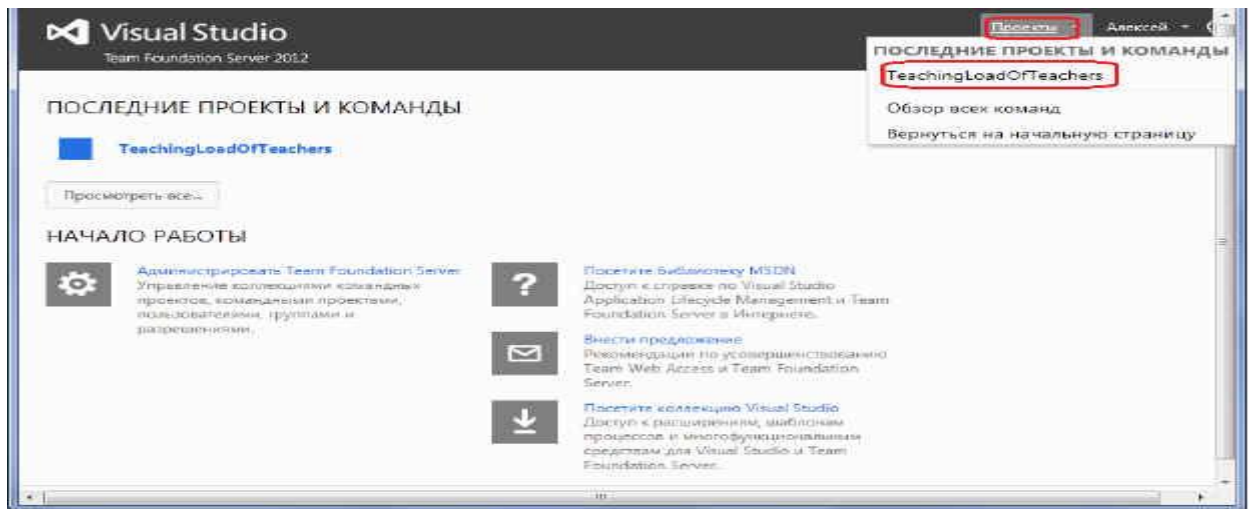 Visual Studio
Team Foundation Server 2012
Проекты
Алексей
ПОСЛЕДНИЕ ПРОЕКТЫ И КОМАНДЫ
TeachingLoadOfTeachers
Обзор всех команд
Вернуться на начальную страницу
ПОСЛЕДНИЕ ПРОЕКТЫ И КОМАНДЫ
TeachingLoadOfTeachers
Просмотреть все...
НАЧАЛО РАБОТЫ
Администрировать Team Foundation Server
Управление коллекциями командных
проектов, командными проектами,
пользователями, группами и
разрешениями.
Посетите библиотеку MSDN
Доступ к справке по Visual Studio
Application Lifecycle Management и Team
Foundation Server в Интернете.
Внести предложение
Рекомендации по усовершенствованию
Team Web Access и Team Foundation
Server.
Посетите коллекцию Visual Studio
Доступ к расширениям, шаблонам
процессов и многофункциональным
средствам для Visual Studio и Team
Foundation Server.